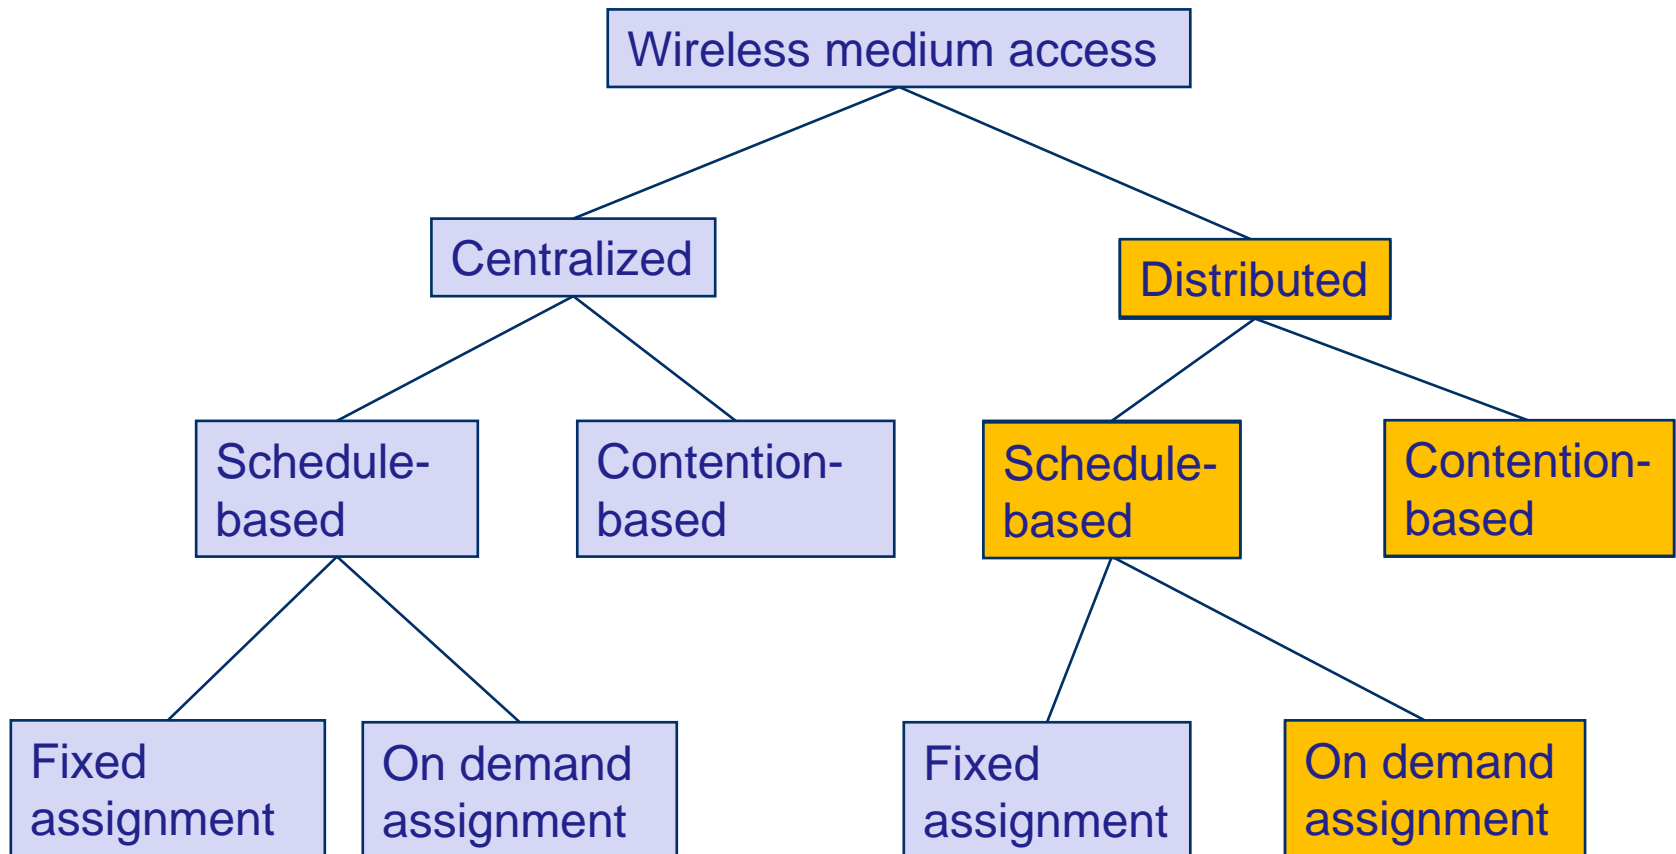 Wireless medium access
Centralized
Distributed
Schedule-
based
Contention-
based
Schedule-
based
Contention-
based
Fixed
assignment
On demand
assignment
Fixed
assignment
On demand
assignment